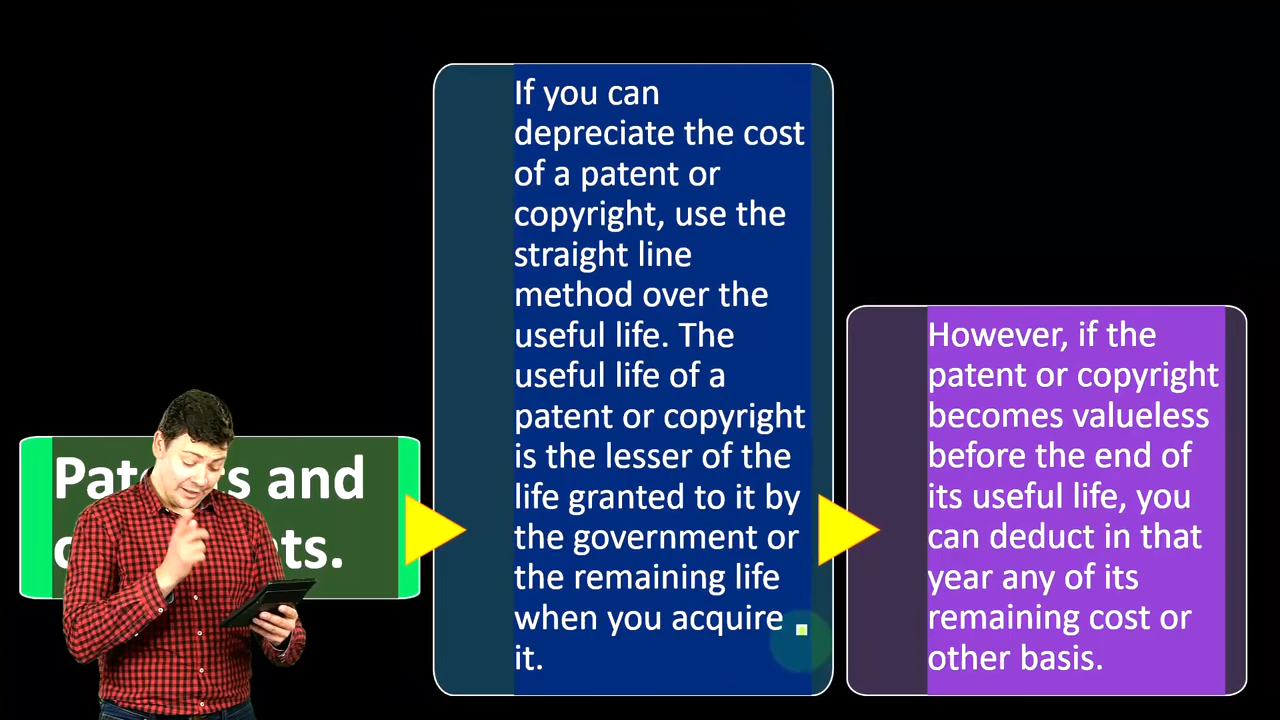 and
If you can
depreciate the cost
of a patent or
copyright, use the
straight line
method over the
useful life. The
useful life of a
patent or copyright
is the lesser of the
life granted to it by
the government or
the remaining life
when you acquire
it.
However, if the
patent or copyright
becomes valueless
before the end of
its useful life, you
can deduct in that
year any of its
remaining cost or
other basis.